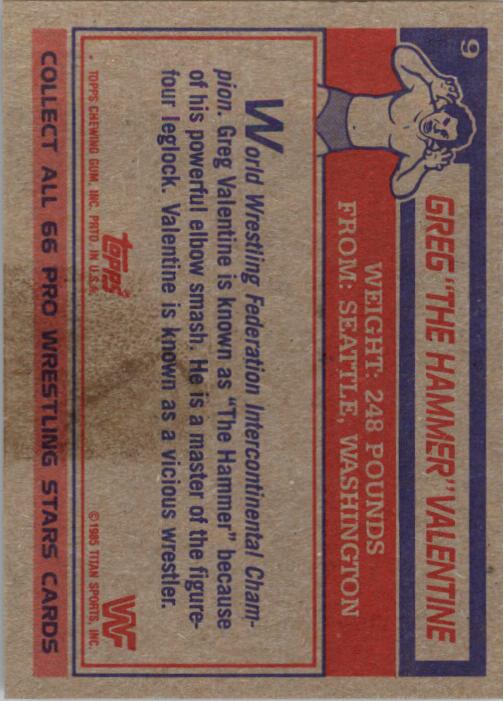 9
GREG "THE HAMMER" VALENTINE
WEIGHT: 248 POUNDS
FROM: SEATTLE, WASHINGTON
World Wrestling Federation Intercontinental Cham-
pion. Greg Valentine is known as "The Hammer" because
of his powerful elbow smash. He is a master of the figure-
four leglock. Valentine is known as a vicious wrestler.
topps®
W
TOPPS CHEWING GUM, INC. PRTD. IN U.S.A.
©1985 TITAN SPORTS, INC.
COLLECT ALL 66 PRO WRESTLING STARS CARDS